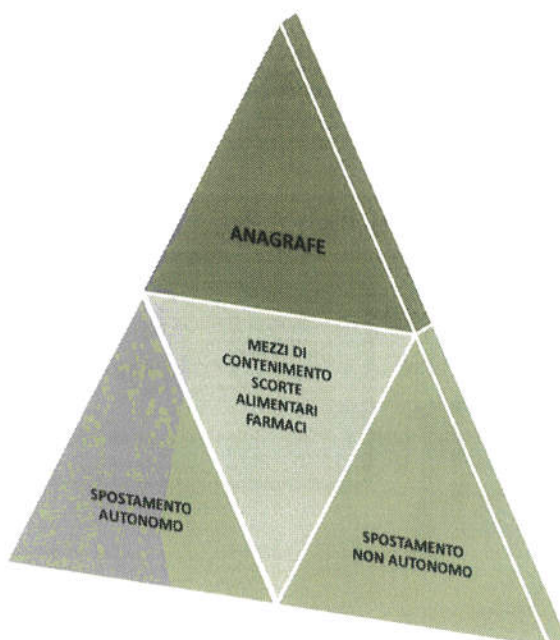 ANAGRAFE
MEZZI DI
CONTENIMENTO
SCORTE
ALIMENTARI
FARMACI
SPOSTAMENTO
AUTONOMO
SPOSTAMENTO
NON AUTONOMO